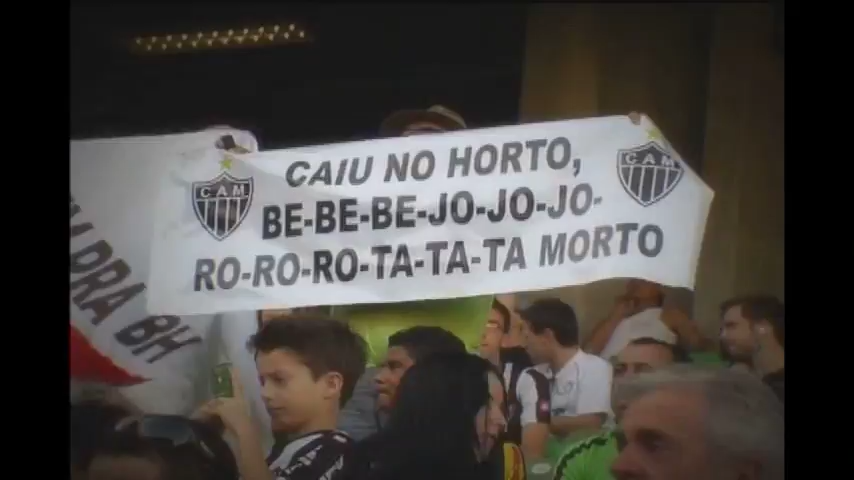 CAIU NO HORTO,
BE-BE-BE-JO-JO-JO-
RO-RO-RO-TA-TA-TA MORTO
CAM
CAM
PRA BH